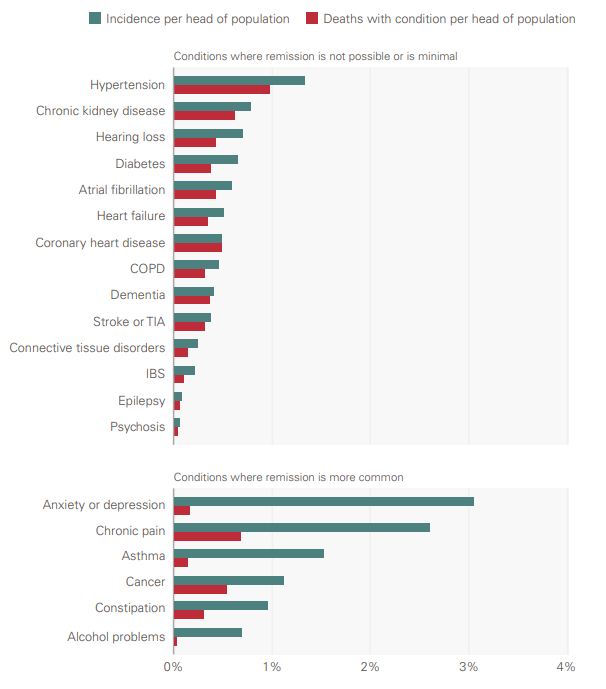 Incidence per head of population Deaths with condition per head of population
Conditions where remission is not possible or is minimal
Hypertension
Chronic kidney disease
Hearing loss
Diabetes
Atrial fibrillation
Heart failure
Coronary heart disease
COPD
Dementia
Stroke or TIA
Connective tissue disorders
IBS
Epilepsy
Psychosis
Conditions where remission is more common
Anxiety or depression
Chronic pain
Asthma
Cancer
Constipation
Alcohol problems
0% 1% 2% 3% 4%